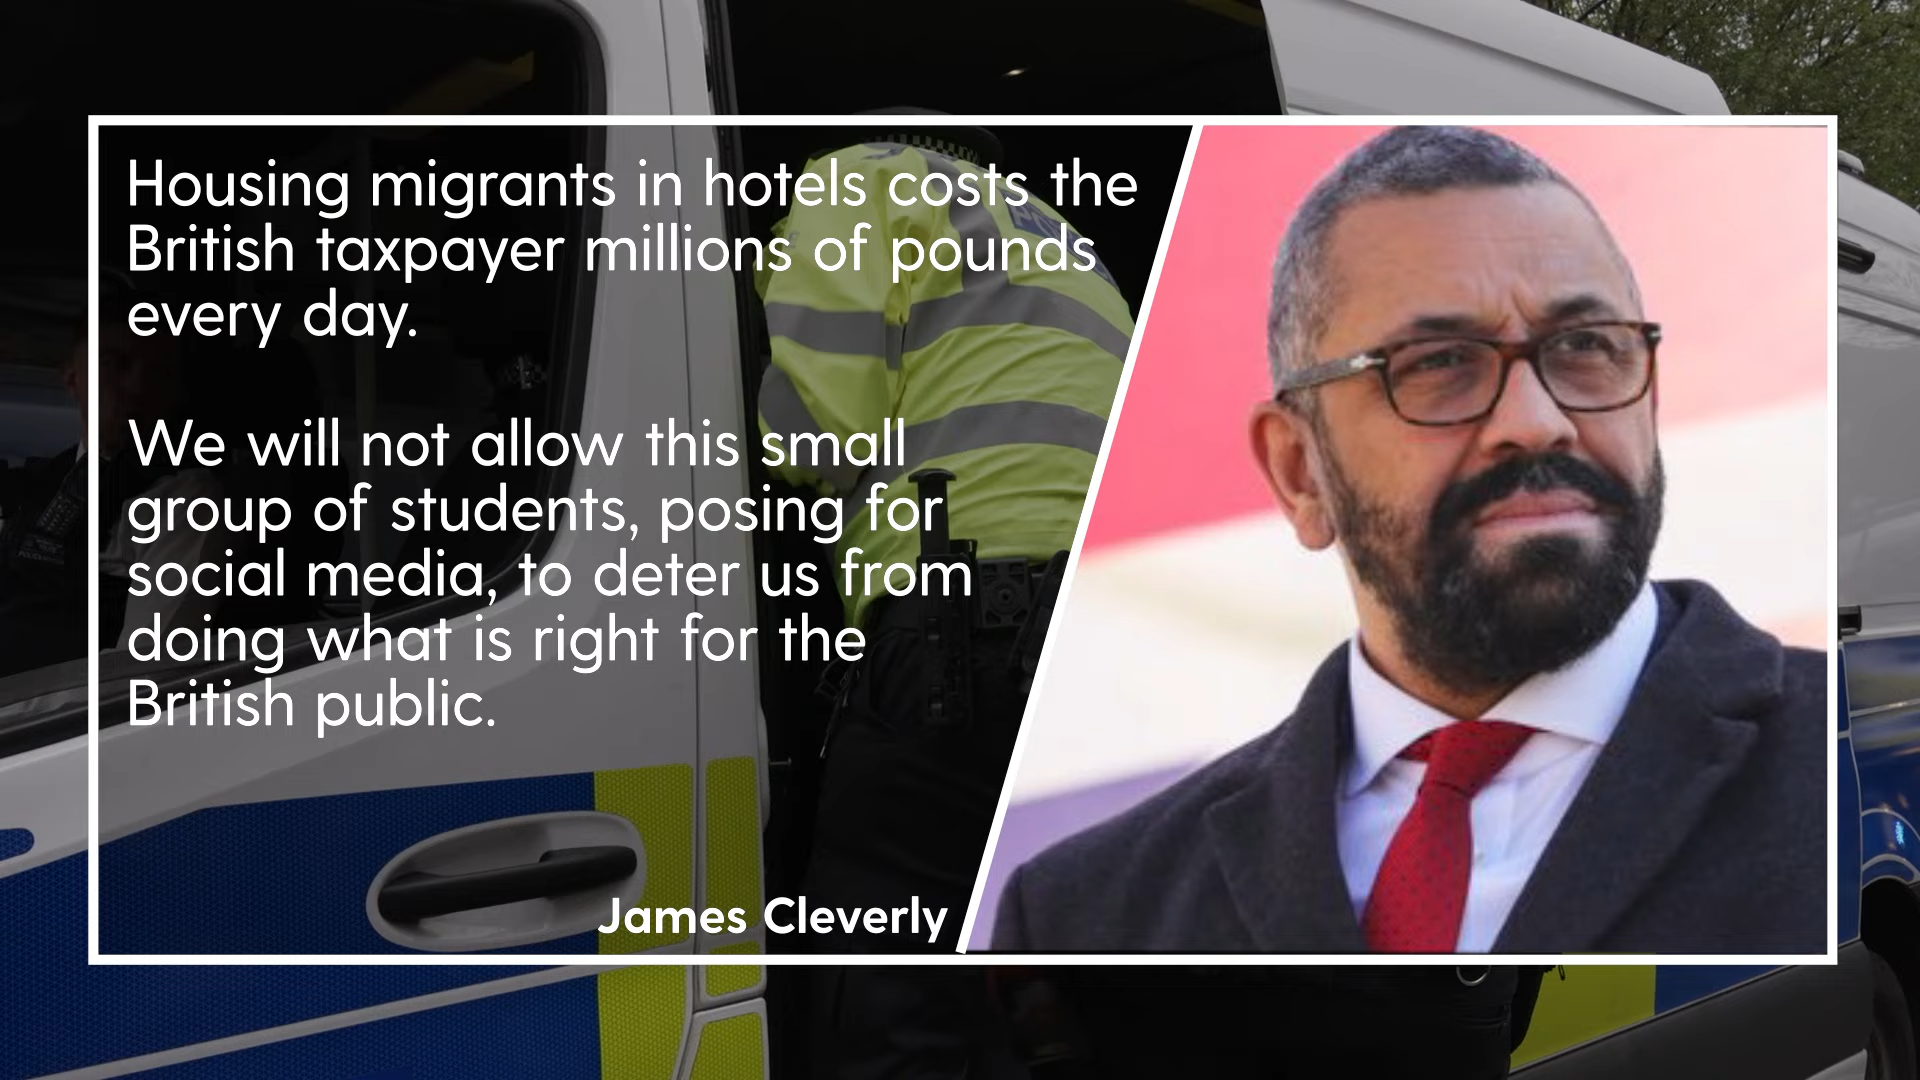 Housing migrants in hotels costs the
British taxpayer millions of pounds
every day.
We will not allow this small
group of students, posing for
social media, to deter us from
doing what is right for the
British public.
James Cleverly